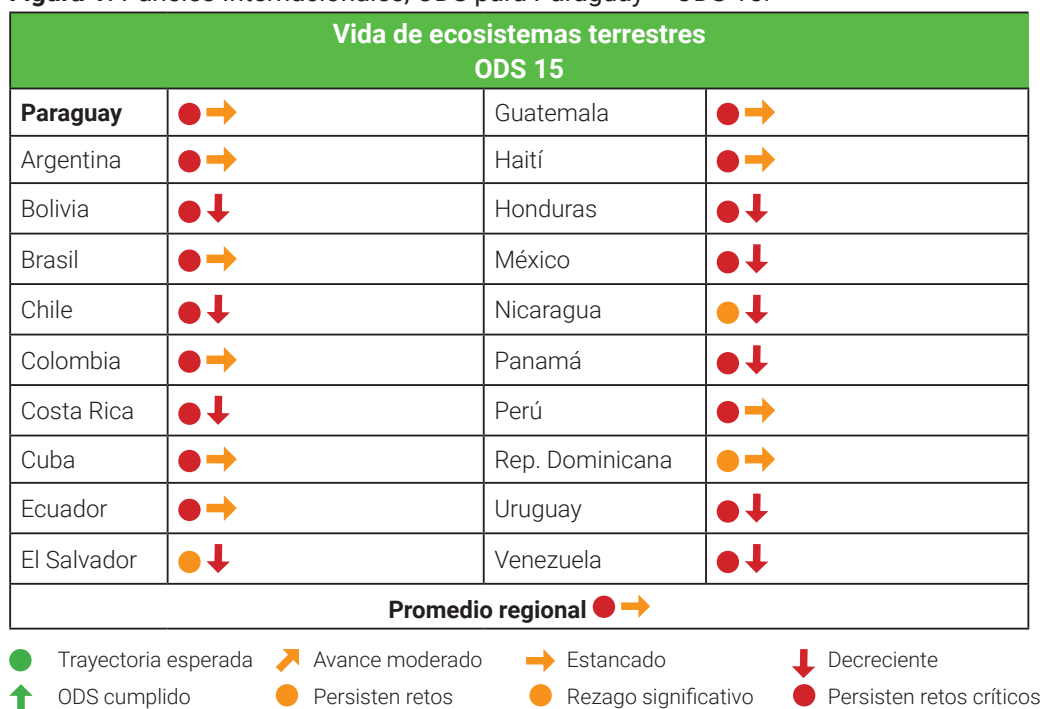 Vida de ecosistemas terrestres
ODS 15
Paraguay Guatemala
Argentina Haití
Bolivia Honduras
Brasil México
Chile Nicaragua
Colombia Panamá
Costa Rica Perú
Cuba Rep. Dominicana
Ecuador Uruguay
El Salvador Venezuela
Promedio regional
Trayectoria esperada Avance moderado Estancado Decreciente
ODS cumplido Persisten retos Rezago significativo Persisten retos críticos